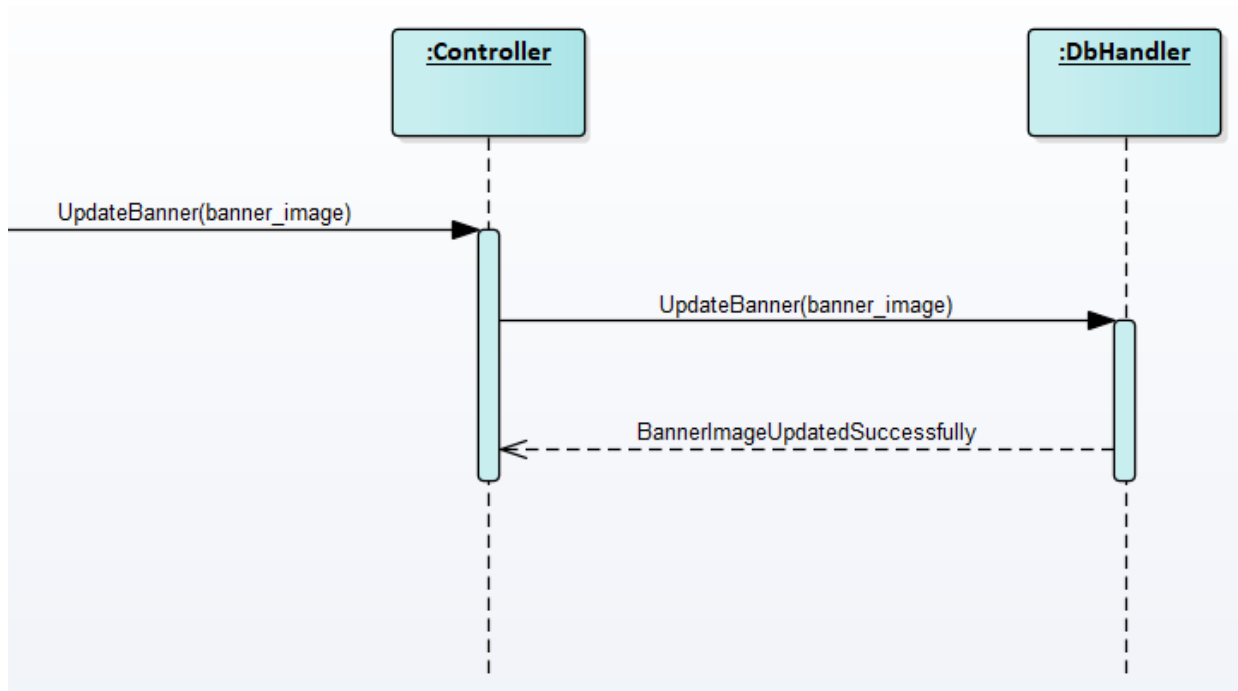 :Controller
:DbHandler
UpdateBanner(banner_image)
UpdateBanner(banner_image)
BannerImageUpdatedSuccessfully